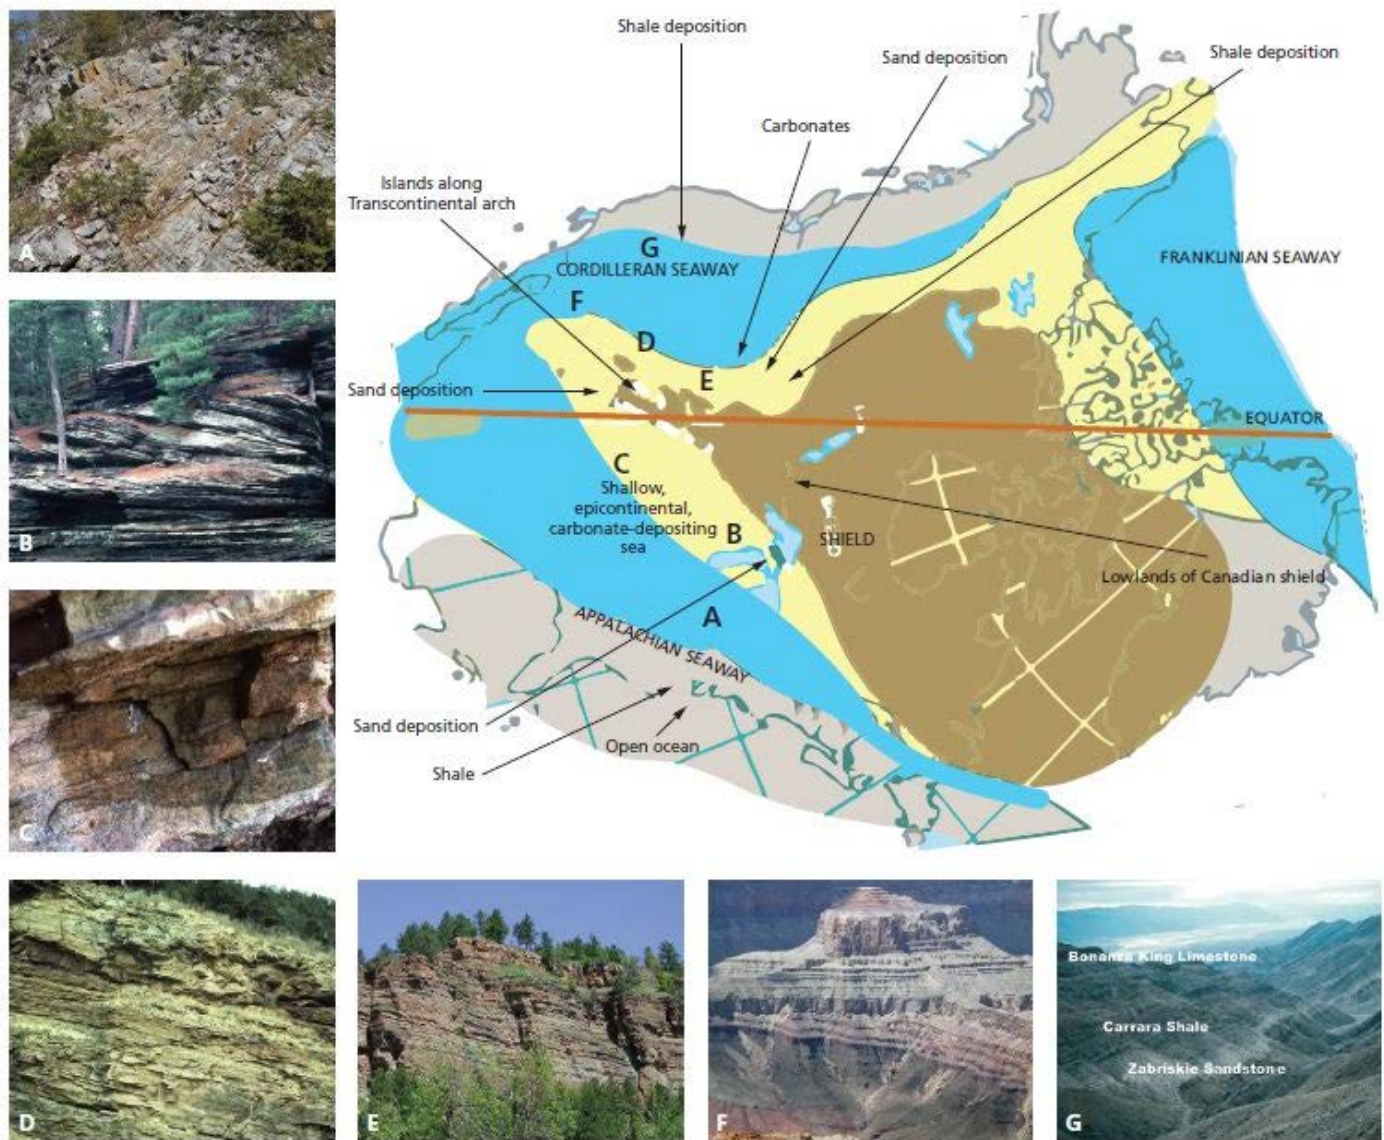 Shale deposition
Sand deposition
Shale deposition
Carbonates
Islands along
Transcontinental arch
G
CORDILLERAN SEAWAY
FRANKLINIAN SEAWAY
F
D
E
Sand deposition
EQUATOR
C
Shallow,
epicontinental,
carbonate-depositing
sea
B
SHIELD
Lowlands of Canadian shield
A
APPALACHIAN SEAWAY
Sand deposition
Open ocean
Shale
A
B
C
D
E
F
Bonanza King Limestone
Carrara Shale
Zabriskie Sandstone
G